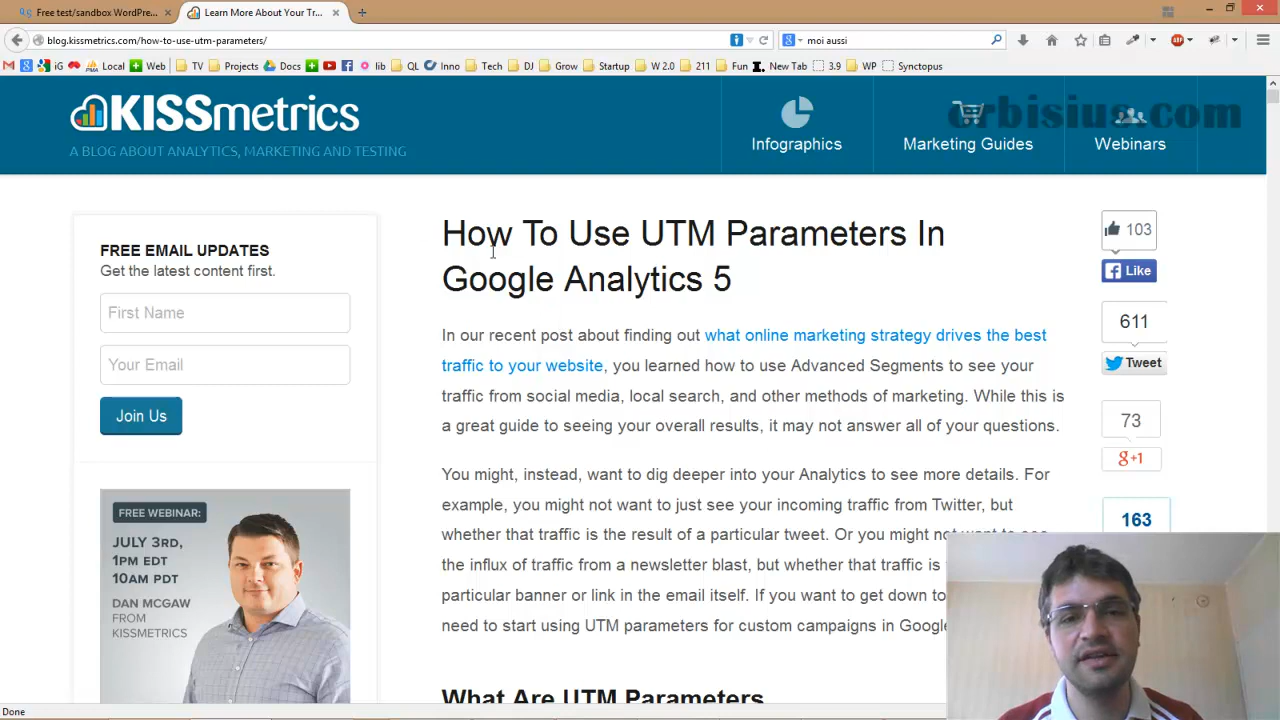 Free test/sandbox WordPre...
Learn More About Your Tr...
blog.kissmetrics.com/how-to-use-utm-parameters/
moi aussi
iG
Local
Web
TV
Projects
Docs
lib
QL
Inno
Tech
DJ
Grow
Startup
W 2.0
211
Fun
New Tab
3.9
WP
Synctopus
KISSmetrics
A BLOG ABOUT ANALYTICS, MARKETING AND TESTING
Infographics
Marketing Guides
Webinars
orbisius.com
FREE EMAIL UPDATES
Get the latest content first.
First Name
Your Email
Join Us
FREE WEBINAR:
JULY 3RD,
1PM EDT
10AM PDT
DAN MCGAW
FROM
KISSMETRICS
How To Use UTM Parameters In
Google Analytics 5
In our recent post about finding out what online marketing strategy drives the best
traffic to your website, you learned how to use Advanced Segments to see your
traffic from social media, local search, and other methods of marketing. While this is
a great guide to seeing your overall results, it may not answer all of your questions.
You might, instead, want to dig deeper into your Analytics to see more details. For
example, you might not want to just see your incoming traffic from Twitter, but
whether that traffic is the result of a particular tweet. Or you might not want to see
the influx of traffic from a newsletter blast, but whether that traffic is
particular banner or link in the email itself. If you want to get down to
need to start using UTM parameters for custom campaigns in Google
What Are UTM Parameters
103
Like
611
Tweet
73
g+1
163
Done